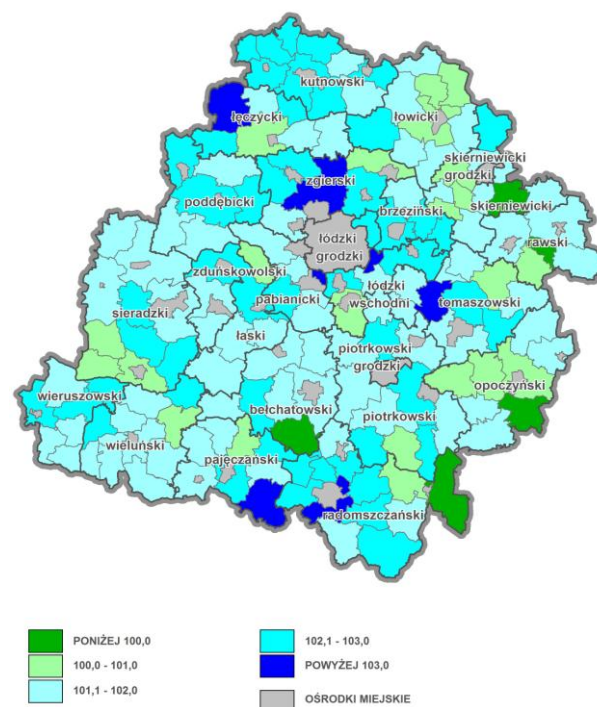 kutnowski
łęczycki
łowicki
skierniewicki
grodzki
zgierski
skierniewicki
poddębicki
brzeziński
rawski
łódzki
grodzki
zduńskowolski
łódzki
wschodni
pabianicki
tomaszowski
sieradzki
łaski
piotrkowski
grodzki
opoczyński
wieruszowski
bełchatowski
piotrkowski
wieluński
pajęczański
radomszczański
PONIŻEJ 100,0
100,0 - 101,0
101,1 - 102,0
102,1 - 103,0
POWYŻEJ 103,0
OŚRODKI MIEJSKIE